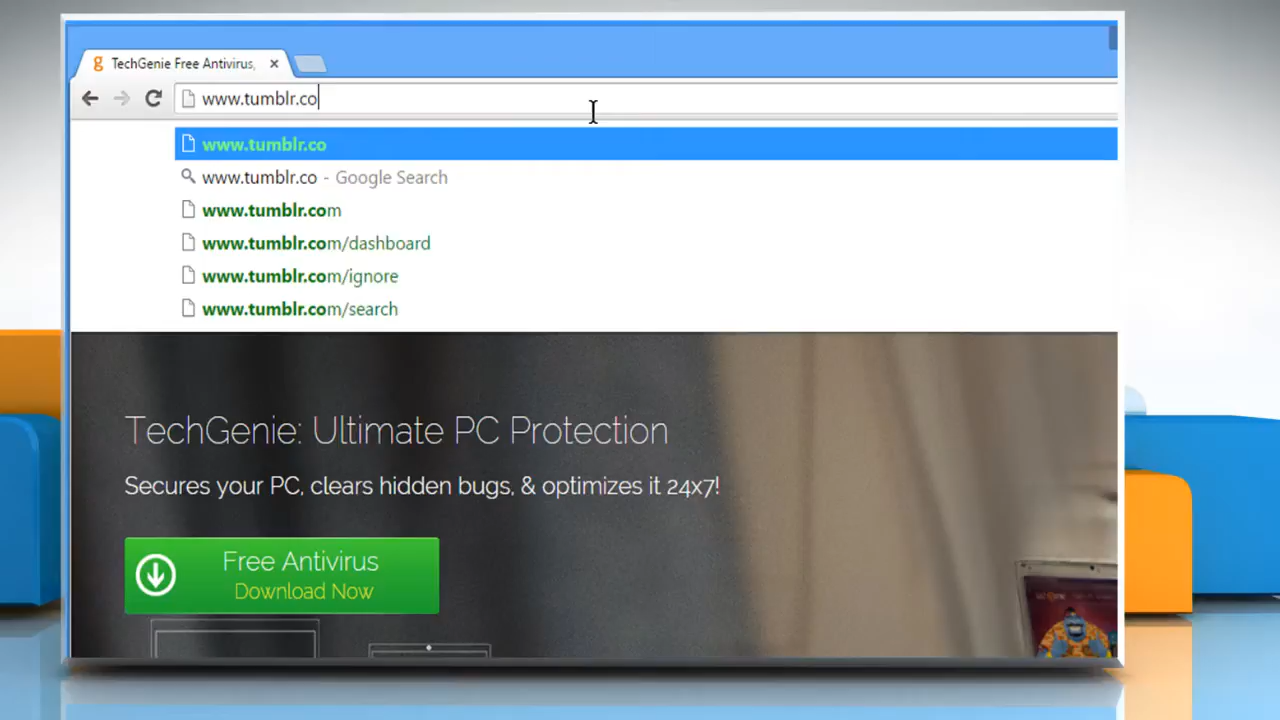 TechGenie Free Antivirus,
www.tumblr.co
www.tumblr.co
www.tumblr.co - Google Search
www.tumblr.com
www.tumblr.com/dashboard
www.tumblr.com/ignore
www.tumblr.com/search
TechGenie: Ultimate PC Protection
Secures your PC, clears hidden bugs, & optimizes it 24x7!
Free Antivirus
Download Now